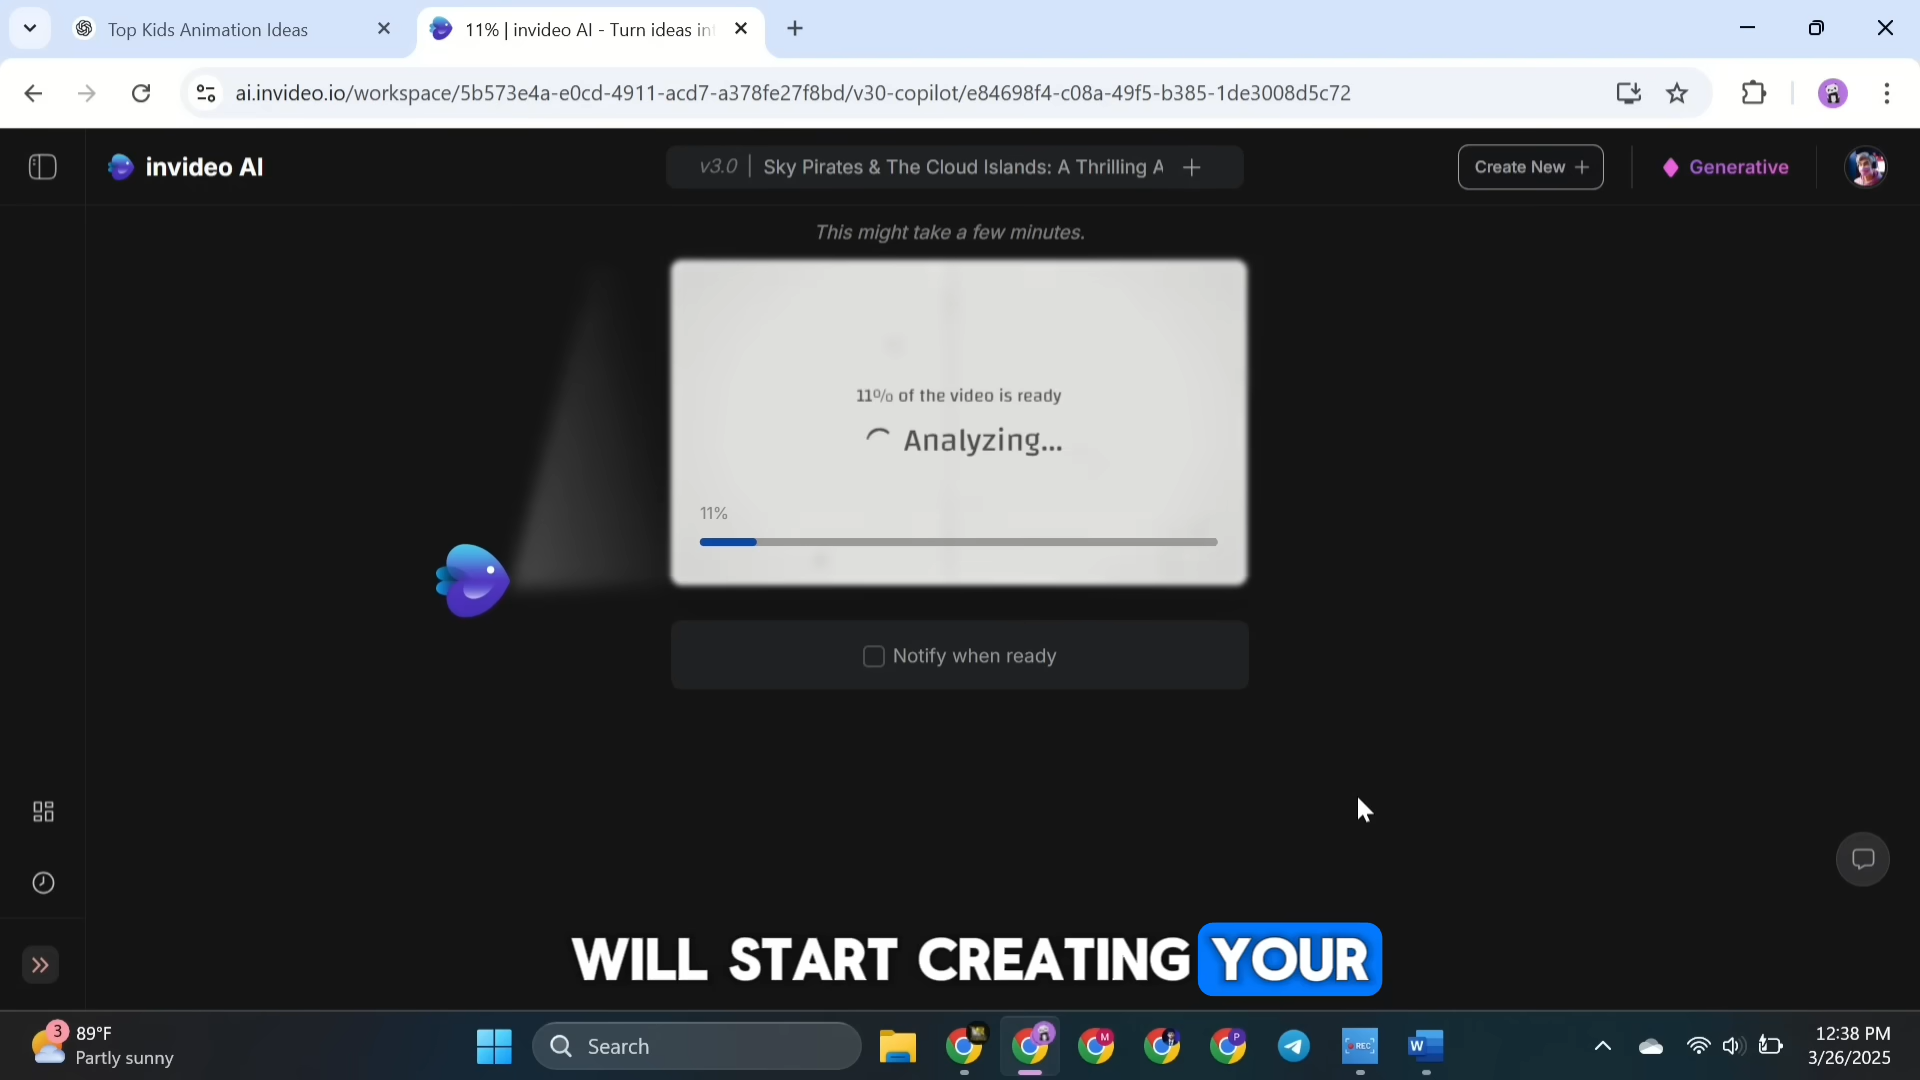 Top Kids Animation Ideas
11% | invideo AI - Turn ideas int
ai.invideo.io/workspace/5b573e4a-e0cd-4911-acd7-a378fe27f8bd/v30-copilot/e84698f4-c08a-49f5-b385-1de3008d5c72
invideo AI
v3.0 | Sky Pirates & The Cloud Islands: A Thrilling A
Create New +
Generative
This might take a few minutes.
11% of the video is ready
Analyzing...
11%
Notify when ready
WILL START CREATING YOUR
3
89°F
Partly sunny
Search
M
P
REC
W
12:38 PM
3/26/2025